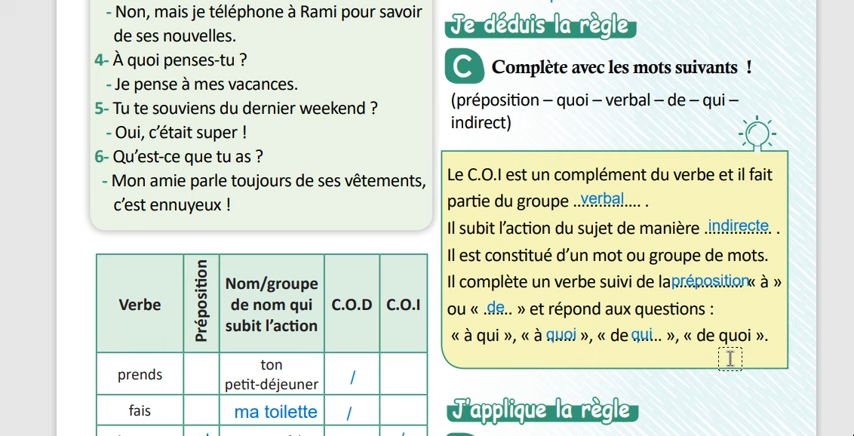 - Non, mais je téléphone à Rami pour savoir
de ses nouvelles.
4- À quoi penses-tu ?
- Je pense à mes vacances.
5- Tu te souviens du dernier weekend ?
- Oui, c'était super !
6- Qu'est-ce que tu as ?
- Mon amie parle toujours de ses vêtements,
c'est ennuyeux !
Verbe Préposition Nom/groupe de nom qui subit l'action C.O.D C.O.I
prends ton petit-déjeuner /
fais ma toilette /
Je déduis la règle
C Complète avec les mots suivants !
(préposition – quoi – verbal – de – qui –
indirect)
Le C.O.I est un complément du verbe et il fait
partie du groupe ..verbal.... .
Il subit l'action du sujet de manière .indirecte. .
Il est constitué d'un mot ou groupe de mots.
Il complète un verbe suivi de la préposition « à »
ou « .de.. » et répond aux questions :
« à qui », « à quoi », « de qui.. », « de quoi ».
J'applique la règle